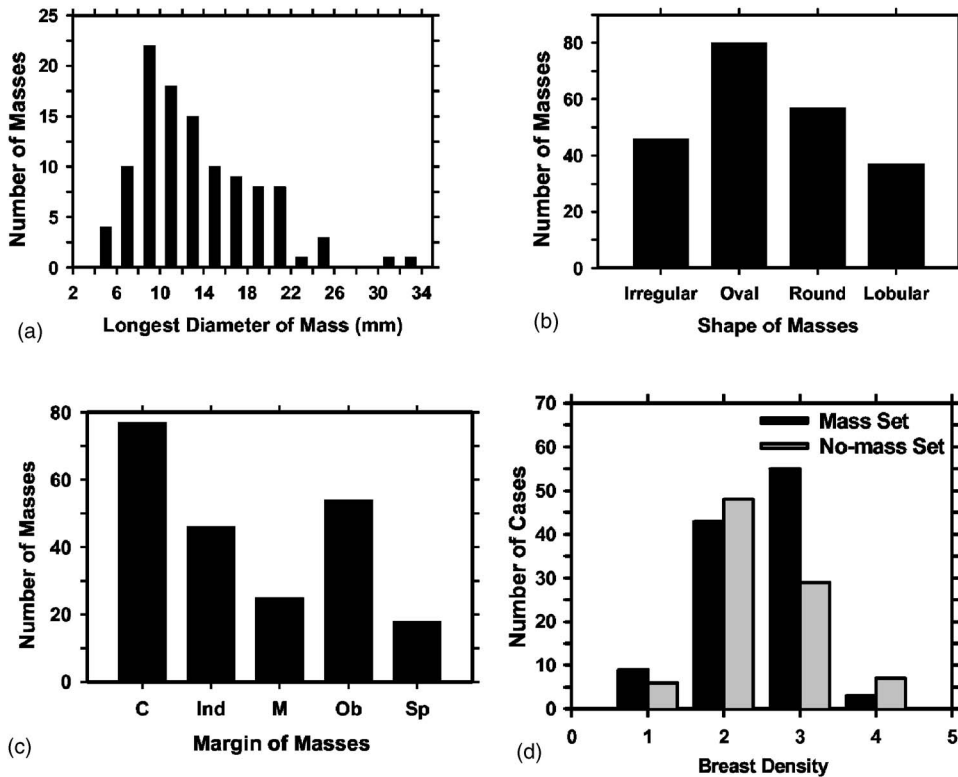 25
20
15
10
5
0
Number of Masses
2 6 10 14 18 22 26 30 34
Longest Diameter of Mass (mm)
(a)
80
60
40
20
0
Number of Masses
Irregular Oval Round Lobular
Shape of Masses
(b)
80
60
40
20
0
Number of Masses
C Ind M Ob Sp
Margin of Masses
(c)
70
60
50
40
30
20
10
0
Number of Cases
Mass Set
No-mass Set
0 1 2 3 4 5
Breast Density
(d)